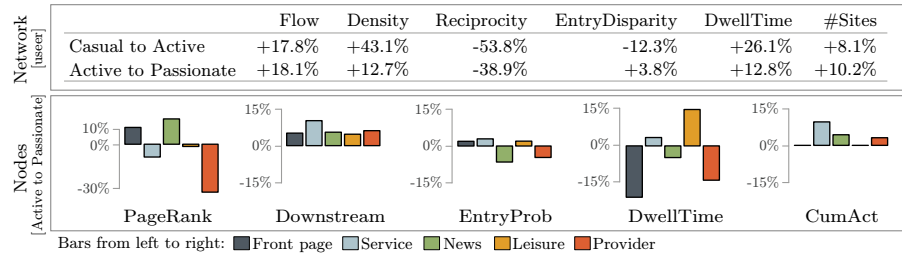 Network
[useer]
Flow Density Reciprocity EntryDisparity DwellTime #Sites
Casual to Active +17.8% +43.1% -53.8% -12.3% +26.1% +8.1%
Active to Passionate +18.1% +12.7% -38.9% +3.8% +12.8% +10.2%
Nodes
[Active to Passionate]
10%
0%
-30%
PageRank
15%
0%
-15%
Downstream
15%
0%
-15%
EntryProb
15%
0%
-15%
DwellTime
15%
0%
-15%
CumAct
Bars from left to right: Front page Service News Leisure Provider